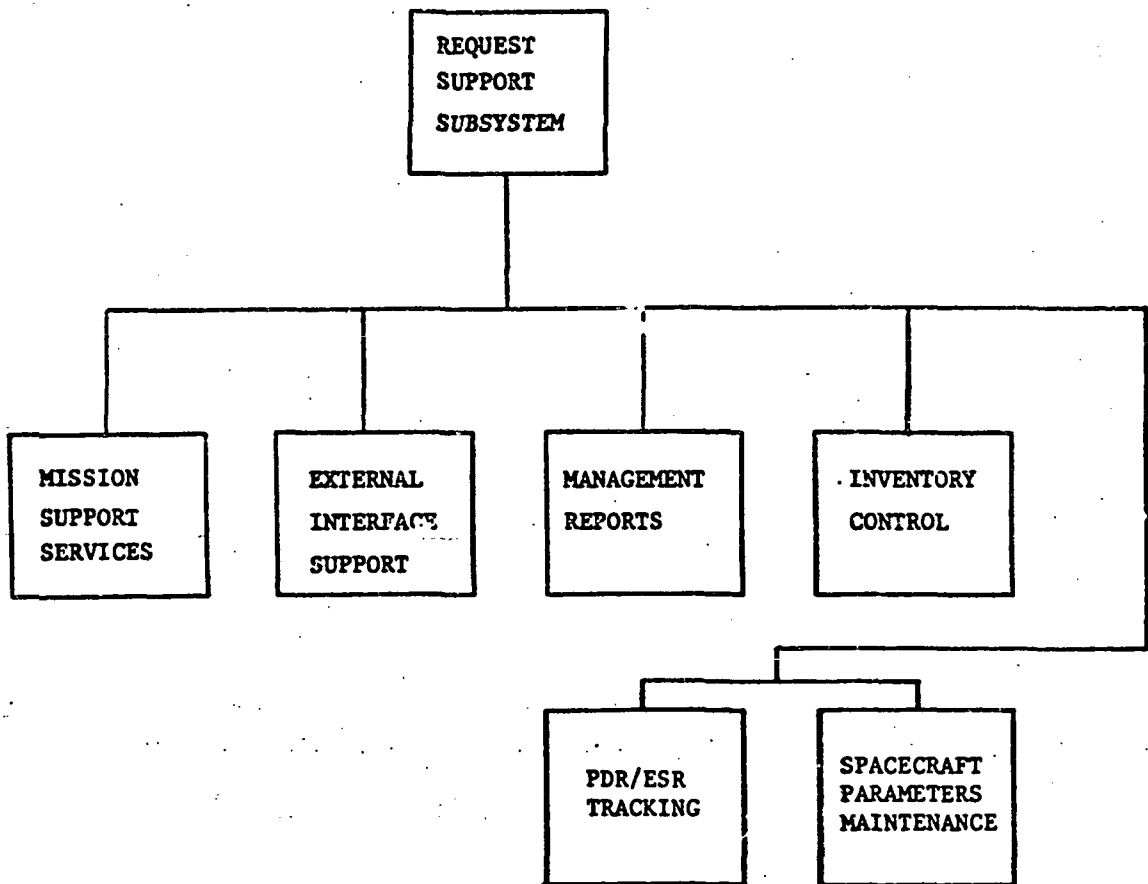 REQUEST
SUPPORT
SUBSYSTEM
MISSION
SUPPORT
SERVICES
EXTERNAL
INTERFACE
SUPPORT
MANAGEMENT
REPORTS
INVENTORY
CONTROL
PDR/ESR
TRACKING
SPACECRAFT
PARAMETERS
MAINTENANCE